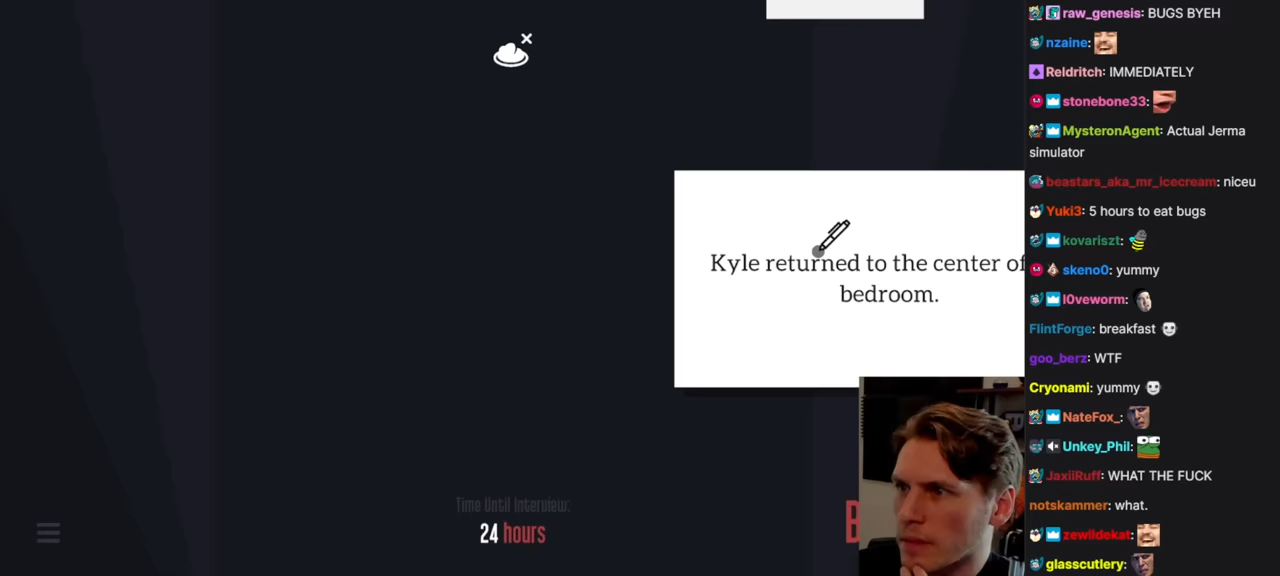 raw_genesis: BUGS BYEH
nzaine:
Reldritch: IMMEDIATELY
stonebone33:
MysteronAgent: Actual Jerma
simulator
beastars_aka_mr_icecream: niceu
Yuki3: 5 hours to eat bugs
kovariszt:
skeno0: yummy
l0veworm:
FlintForge: breakfast
goo_berz: WTF
Cryonami: yummy
NateFox_:
Unkey_Phil:
JaxiiRuff: WHAT THE FUCK
notskammer: what.
zewildekat:
glasscutlery:
Kyle returned to the center of
bedroom.
Time Until Interview:
24 hours